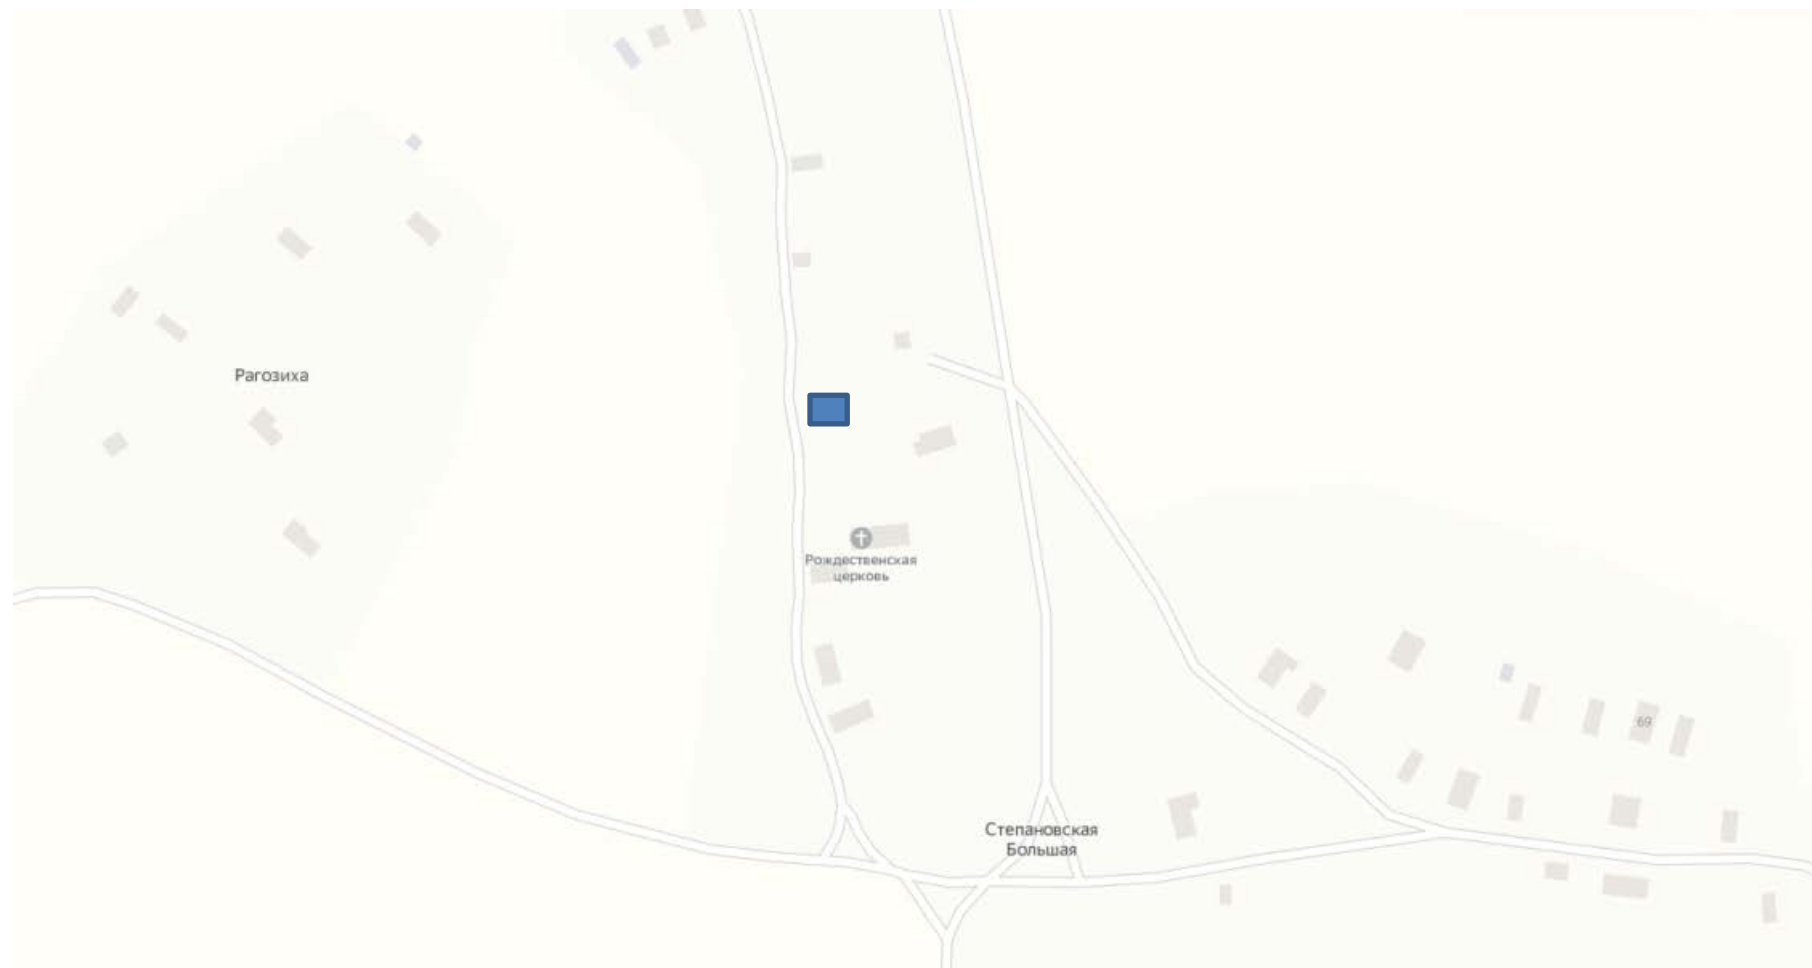 Рагозиха
Рождественская
церковь
69
Степановская
Большая